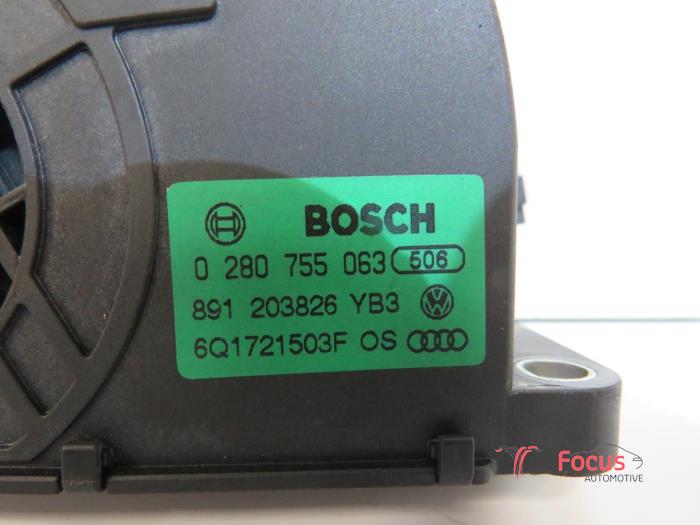 BOSCH
0 280 755 063 506
891 203826 YB3
6Q1721503F OS
Focus
AUTOMOTIVE